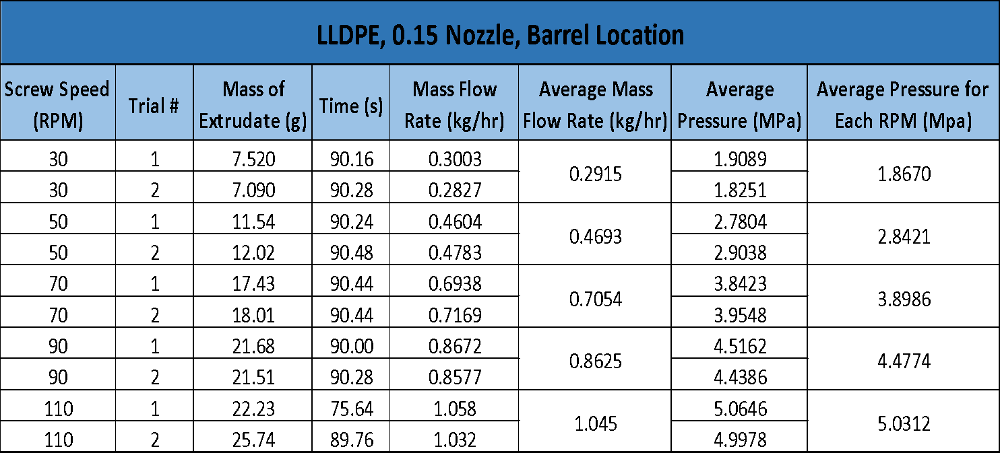 LLDPE, 0.15 Nozzle, Barrel Location
Screw Speed (RPM) Trial # Mass of Extrudate (g) Time (s) Mass Flow Rate (kg/hr) Average Mass Flow Rate (kg/hr) Average Pressure (MPa) Average Pressure for Each RPM (Mpa)
30 1 7.520 90.16 0.3003 0.2915 1.9089 1.8670
30 2 7.090 90.28 0.2827 1.8251
50 1 11.54 90.24 0.4604 0.4693 2.7804 2.8421
50 2 12.02 90.48 0.4783 2.9038
70 1 17.43 90.44 0.6938 0.7054 3.8423 3.8986
70 2 18.01 90.44 0.7169 3.9548
90 1 21.68 90.00 0.8672 0.8625 4.5162 4.4774
90 2 21.51 90.28 0.8577 4.4386
110 1 22.23 75.64 1.058 1.045 5.0646 5.0312
110 2 25.74 89.76 1.032 4.9978